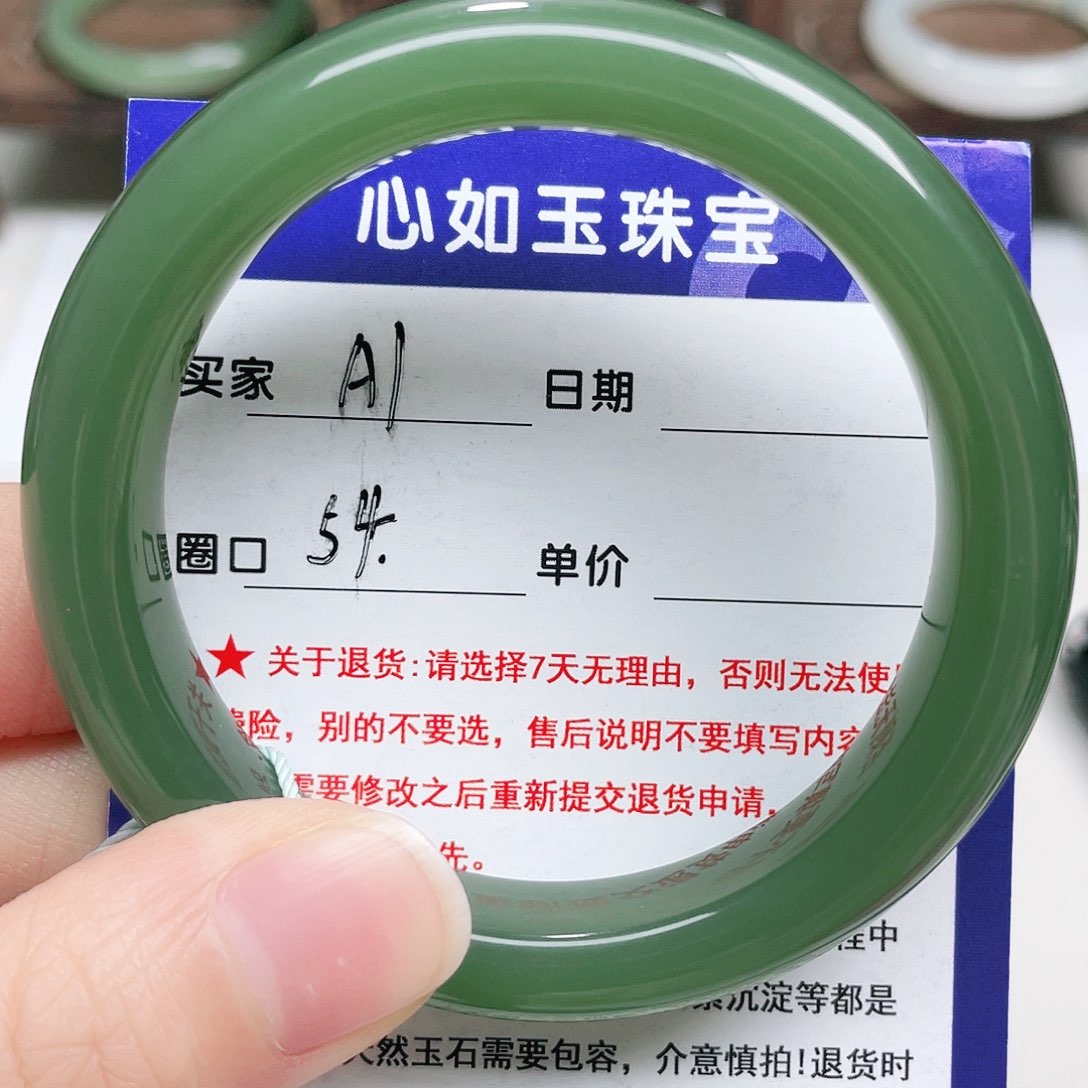 心如玉珠宝
买家 A1 日期
圈口 54. 单价
★ 关于退货:请选择7天无理由，否则无法使
险，别的不要选，售后说明不要填写内容
需要修改之后重新提交退货申请.
先。
程中
沉淀等都是
天然玉石需要包容，介意慎拍!退货时